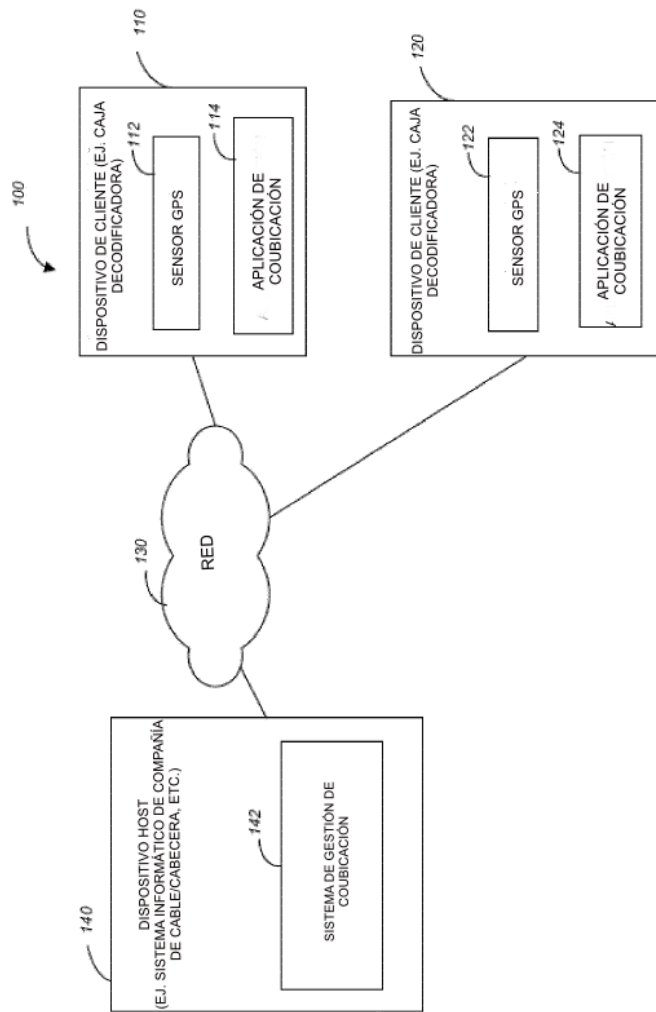 100
110
DISPOSITIVO DE CLIENTE (EJ. CAJA
DECODIFICADORA)
112
SENSOR GPS
114
APLICACIÓN DE
COUBICACIÓN
120
DISPOSITIVO DE CLIENTE (EJ. CAJA
DECODIFICADORA)
122
SENSOR GPS
124
APLICACIÓN DE
COUBICACIÓN
130
RED
140
DISPOSITIVO HOST
(EJ. SISTEMA INFORMÁTICO DE COMPAÑÍA
DE CABLE/CABECERA, ETC.)
142
SISTEMA DE GESTIÓN DE
COUBICACIÓN